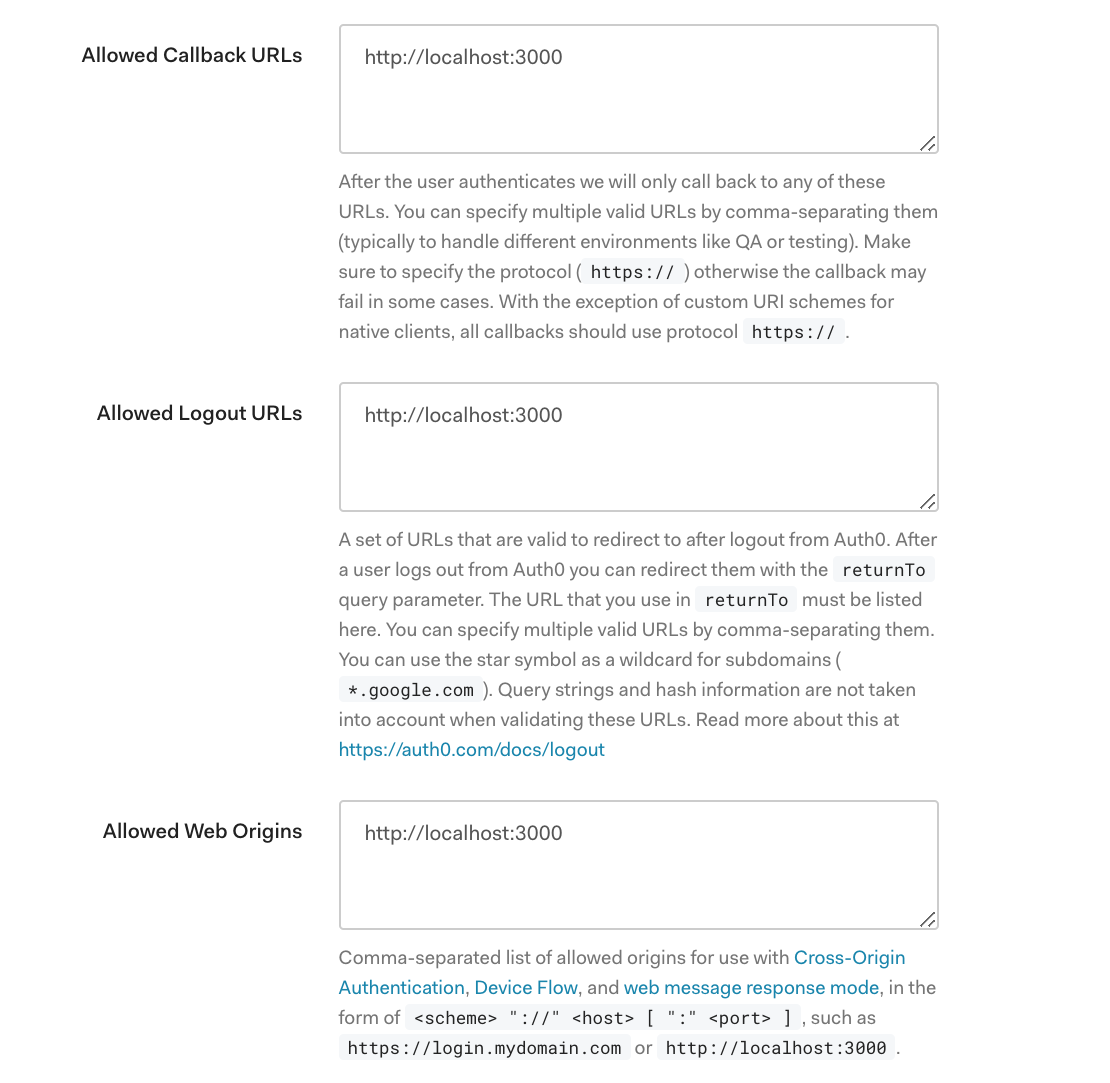 Allowed Callback URLs
http://localhost:3000
After the user authenticates we will only call back to any of these
URLs. You can specify multiple valid URLs by comma-separating them
(typically to handle different environments like QA or testing). Make
sure to specify the protocol ( https:// ) otherwise the callback may
fail in some cases. With the exception of custom URI schemes for
native clients, all callbacks should use protocol https:// .
Allowed Logout URLs
http://localhost:3000
A set of URLs that are valid to redirect to after logout from Auth0. After
a user logs out from Auth0 you can redirect them with the returnTo
query parameter. The URL that you use in returnTo must be listed
here. You can specify multiple valid URLs by comma-separating them.
You can use the star symbol as a wildcard for subdomains (
*.google.com ). Query strings and hash information are not taken
into account when validating these URLs. Read more about this at
https://auth0.com/docs/logout
Allowed Web Origins
http://localhost:3000
Comma-separated list of allowed origins for use with Cross-Origin
Authentication, Device Flow, and web message response mode, in the
form of <scheme> "://" <host> [ ":" <port> ] , such as
https://login.mydomain.com or http://localhost:3000 .